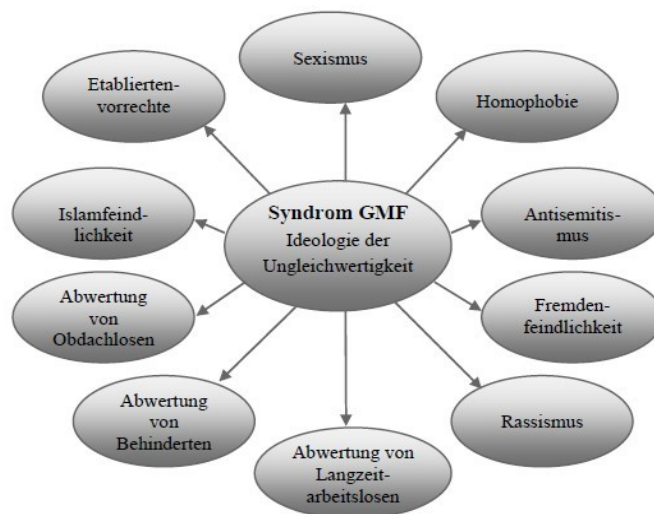 Sexismus
Etablierten-
vorrechte
Homophobie
Islamfeind-
lichkeit
Syndrom GMF
Ideologie der
Ungleichwertigkeit
Antisemitis-
mus
Abwertung
von
Obdachlosen
Fremden-
feindlichkeit
Abwertung
von
Behinderten
Rassismus
Abwertung von
Langzeit-
arbeitslosen